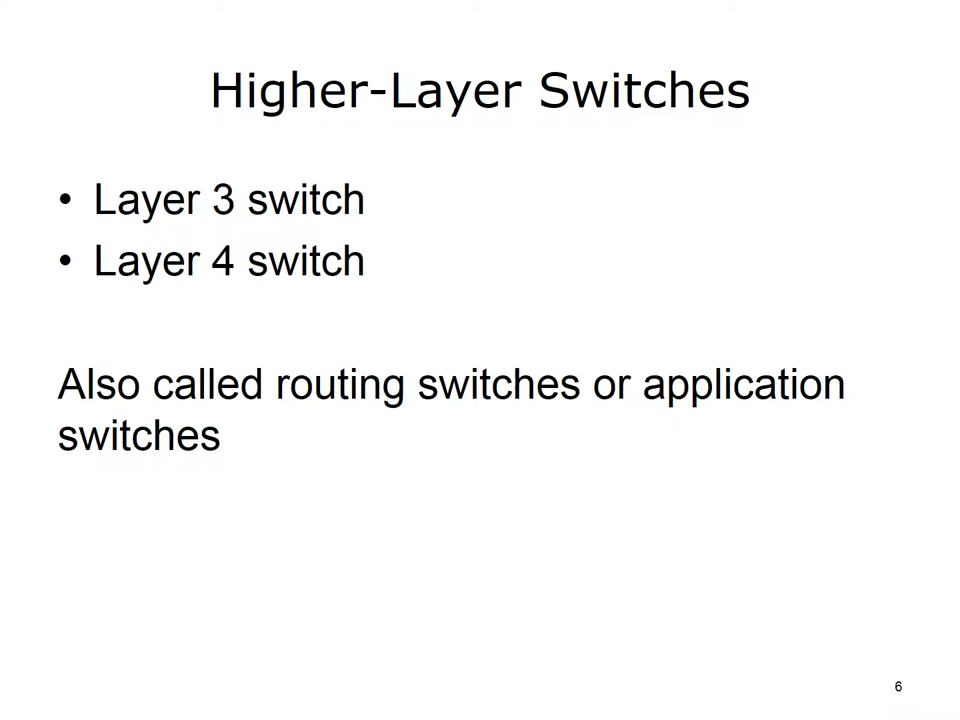 Higher-Layer Switches
• Layer 3 switch
• Layer 4 switch
Also called routing switches or application
switches
6